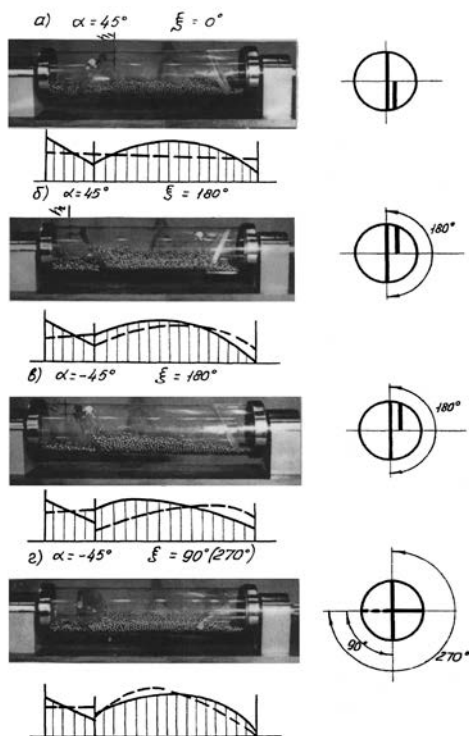 а) α = 45° ξ = 0°
б) α = 45° ξ = 180°
180°
в) α = -45° ξ = 180°
180°
г) α = -45° ξ = 90° (270°)
90°
270°